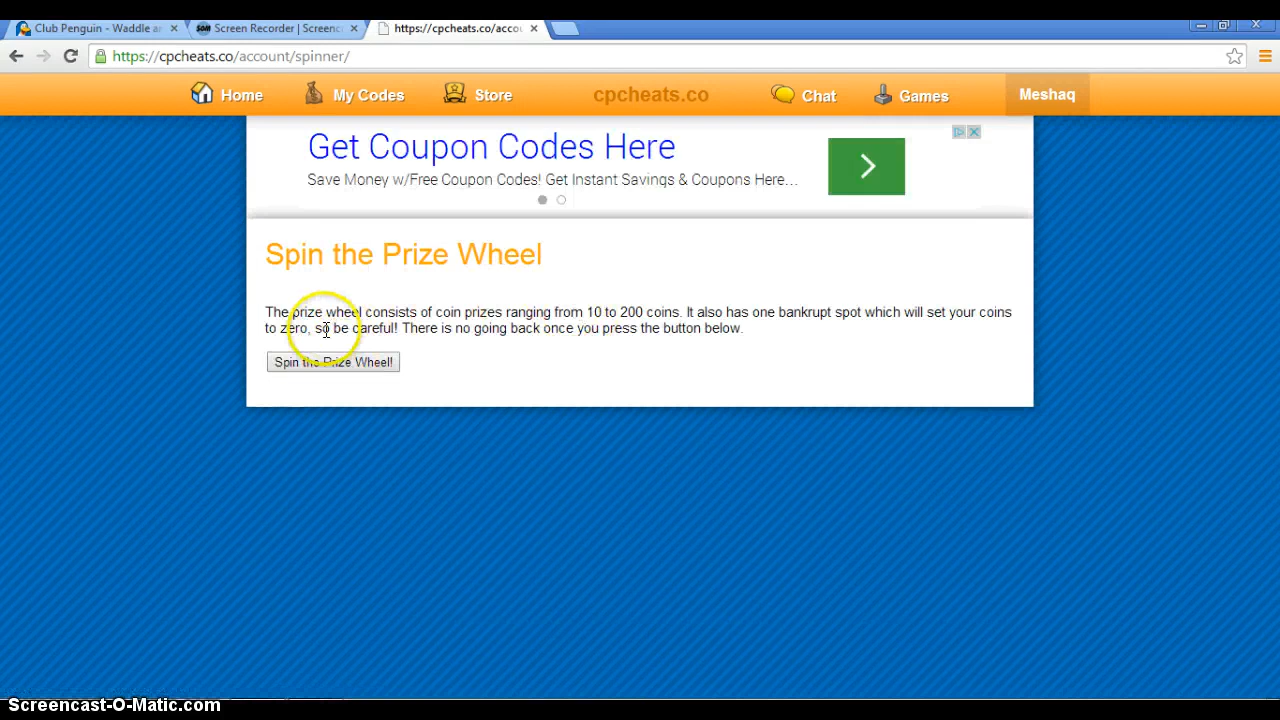 Club Penguin - Waddle ar
Screen Recorder | Screenc
https://cpcheats.co/accou
https://cpcheats.co/account/spinner/
Home My Codes Store cpcheats.co Chat Games Meshaq
Get Coupon Codes Here
Save Money w/Free Coupon Codes! Get Instant Savings & Coupons Here...
Spin the Prize Wheel
The prize wheel consists of coin prizes ranging from 10 to 200 coins. It also has one bankrupt spot which will set your coins
to zero, so be careful! There is no going back once you press the button below.
Spin the Prize Wheel!
Screencast-O-Matic.com